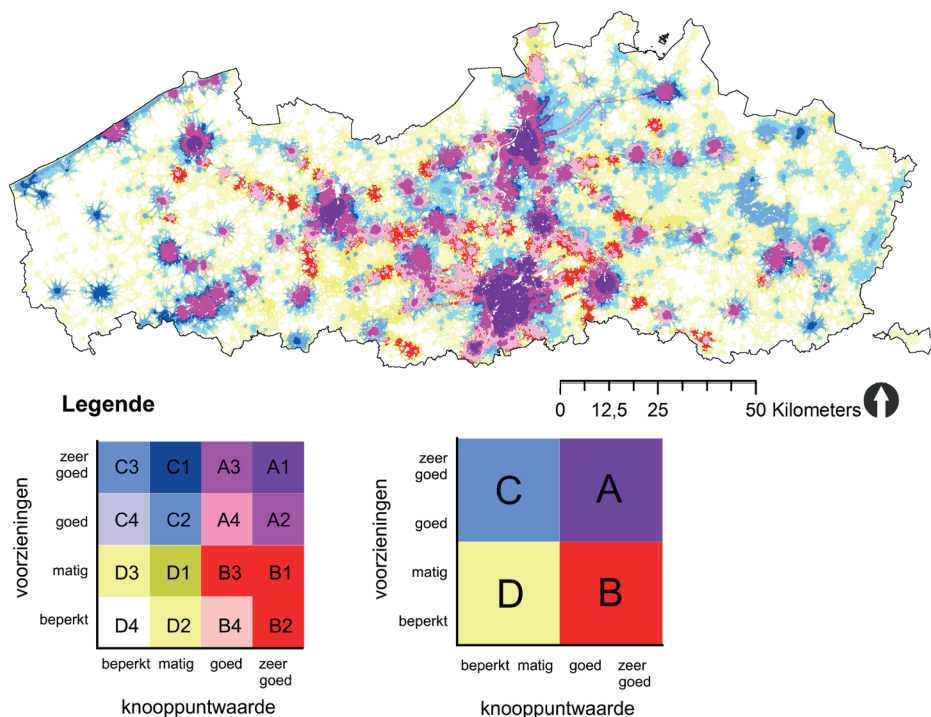 0 12,5 25 50 Kilometers
Legende
voorzieningen
zeer
goed
goed
matig
beperkt
C3 C1 A3 A1
C4 C2 A4 A2
D3 D1 B3 B1
D4 D2 B4 B2
beperkt matig goed zeer
goed
knooppuntwaarde
voorzieningen
zeer
goed
goed
matig
beperkt
C A
D B
beperkt matig goed zeer
goed
knooppuntwaarde